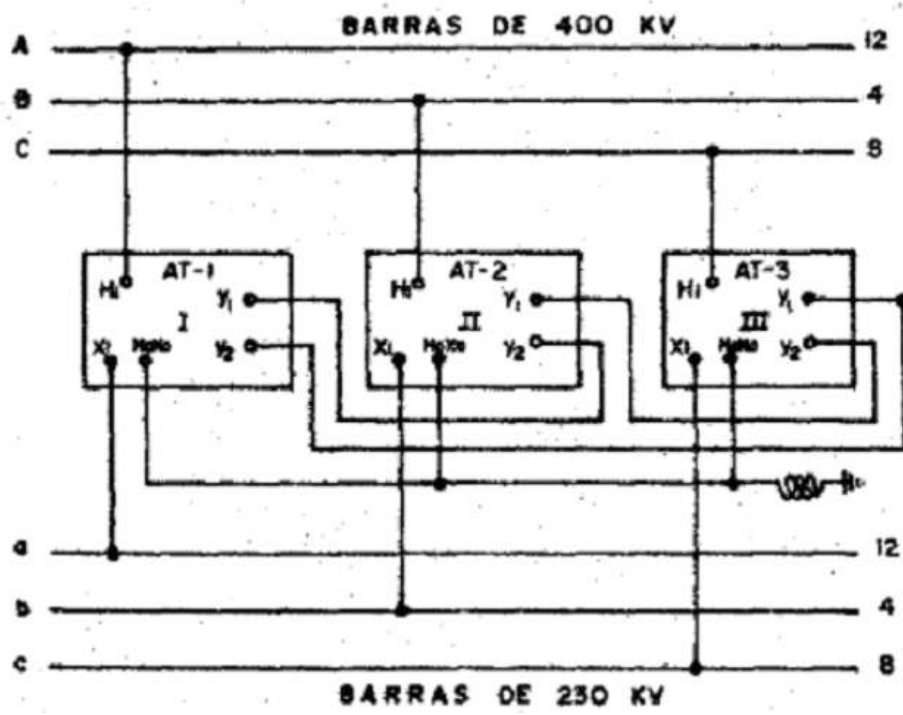 BARRAS DE 400 KV
A 12
B 4
C 8
AT-1 AT-2 AT-3
H1 Y1 H1 Y1 H1 Y1
I II III
X1 Y2 X1 Y2 X1 Y2
a 12
b 4
c 8
BARRAS DE 230 KV